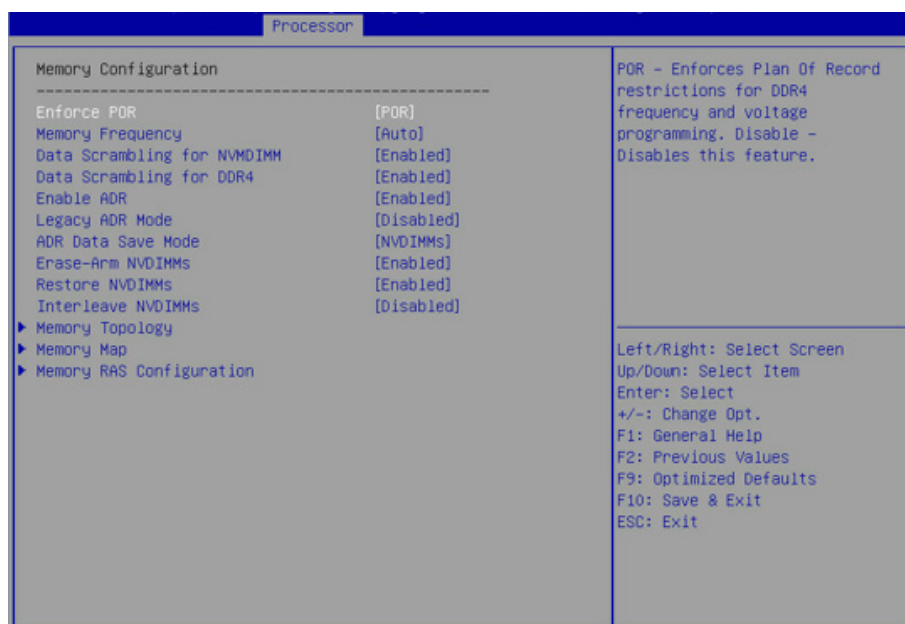 Processor
Memory Configuration
----------------------------------------------------
Enforce POR [POR]
Memory Frequency [Auto]
Data Scrambling for NVMDIMM [Enabled]
Data Scrambling for DDR4 [Enabled]
Enable ADR [Enabled]
Legacy ADR Mode [Disabled]
ADR Data Save Mode [NVDIMMs]
Erase-Arm NVDIMMs [Enabled]
Restore NVDIMMs [Enabled]
Interleave NVDIMMs [Disabled]
Memory Topology
Memory Map
Memory RAS Configuration
POR - Enforces Plan Of Record
restrictions for DDR4
frequency and voltage
programming. Disable -
Disables this feature.
Left/Right: Select Screen
Up/Down: Select Item
Enter: Select
+/-: Change Opt.
F1: General Help
F2: Previous Values
F9: Optimized Defaults
F10: Save & Exit
ESC: Exit